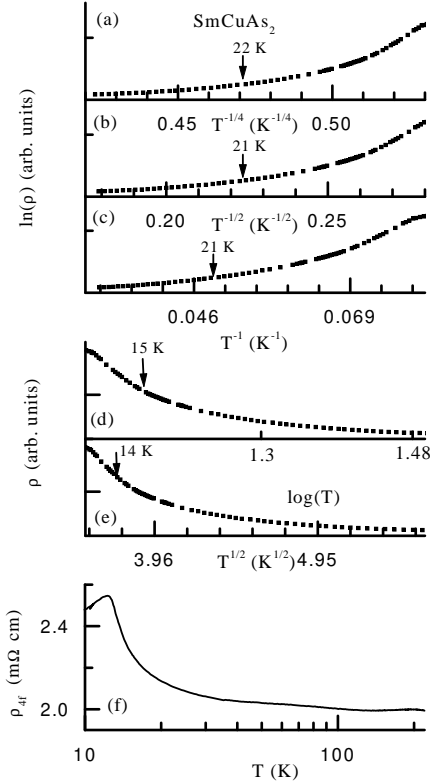 (a)
SmCuAs2
22 K
(b)
0.45 T^-1/4 (K^-1/4) 0.50
21 K
ln(ρ) (arb. units)
(c)
0.20 T^-1/2 (K^-1/2) 0.25
21 K
0.046 0.069
T^-1 (K^-1)
15 K
(d)
1.3 1.48
ρ (arb. units)
14 K
log(T)
(e)
3.96 T^1/2 (K^1/2) 4.95
2.4
ρ4f (mΩ cm)
2.0
(f)
10 100
T (K)